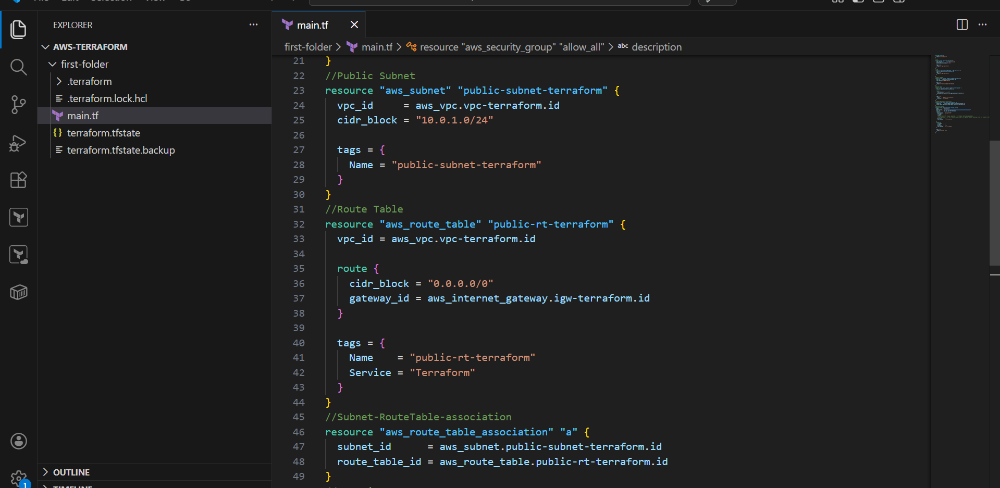 EXPLORER
AWS-TERRAFORM
first-folder
.terraform
.terraform.lock.hcl
main.tf
terraform.tfstate
terraform.tfstate.backup
OUTLINE
TIMELINE
1
main.tf
first-folder > main.tf > resource "aws_security_group" "allow_all" > abc description
21 }
22 //Public Subnet
23 resource "aws_subnet" "public-subnet-terraform" {
24 vpc_id = aws_vpc.vpc-terraform.id
25 cidr_block = "10.0.1.0/24"
26
27 tags = {
28 Name = "public-subnet-terraform"
29 }
30 }
31 //Route Table
32 resource "aws_route_table" "public-rt-terraform" {
33 vpc_id = aws_vpc.vpc-terraform.id
34
35 route {
36 cidr_block = "0.0.0.0/0"
37 gateway_id = aws_internet_gateway.igw-terraform.id
38 }
39
40 tags = {
41 Name = "public-rt-terraform"
42 Service = "Terraform"
43 }
44 }
45 //Subnet-RouteTable-association
46 resource "aws_route_table_association" "a" {
47 subnet_id = aws_subnet.public-subnet-terraform.id
48 route_table_id = aws_route_table.public-rt-terraform.id
49 }